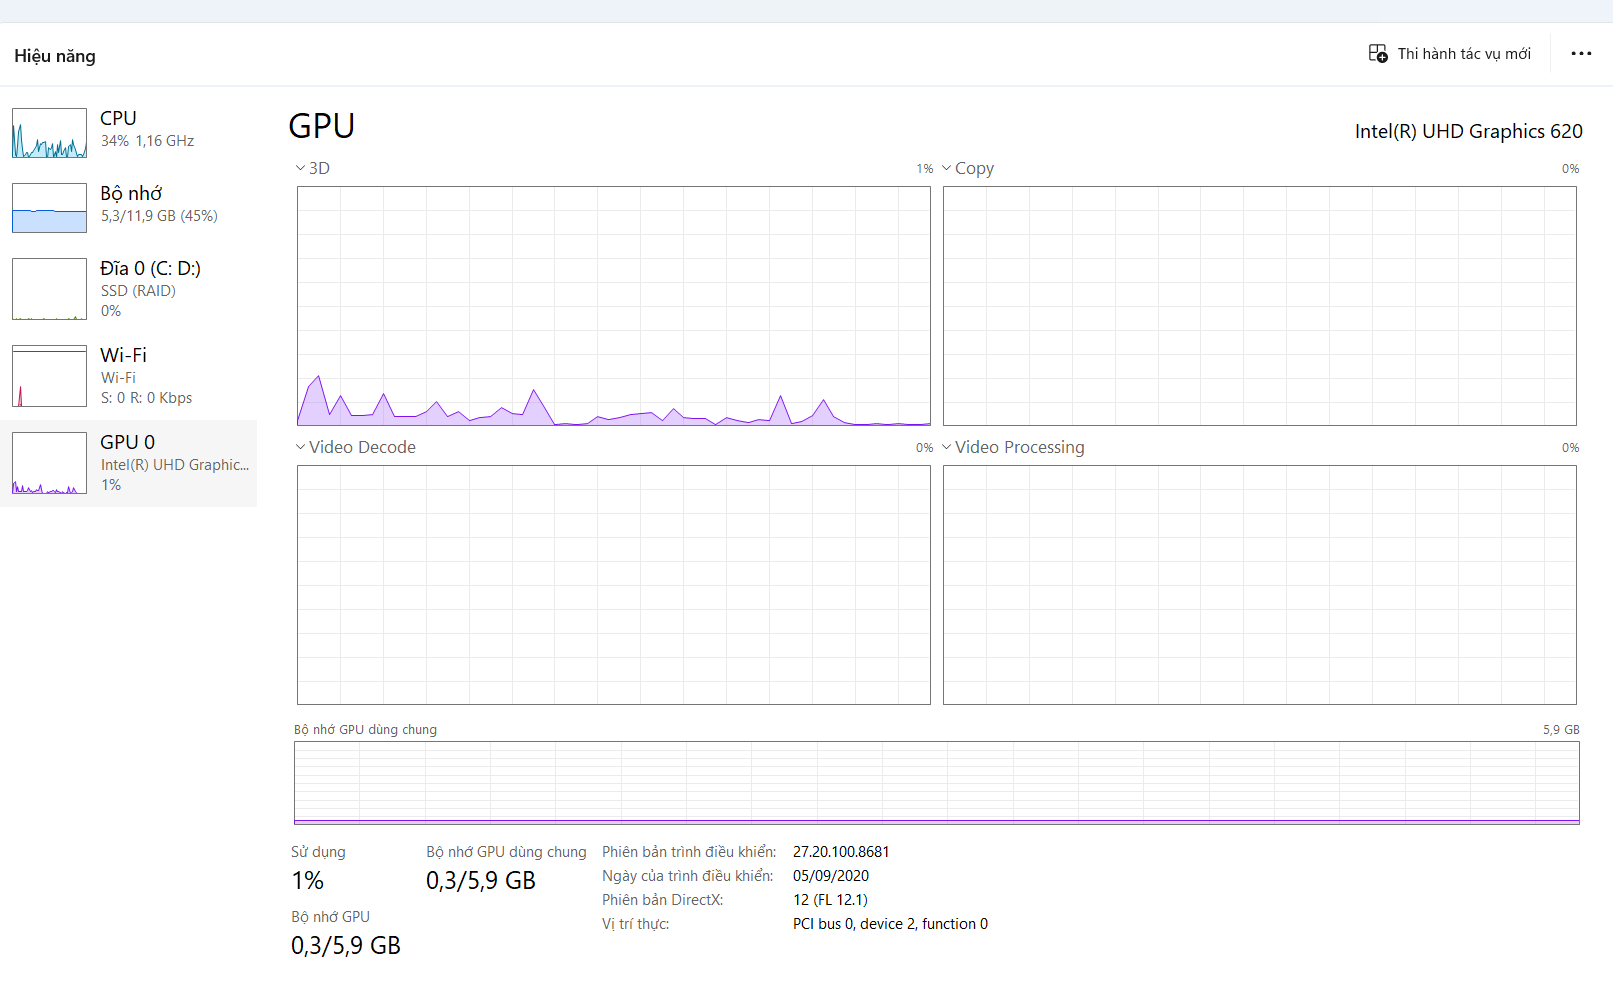 Hiệu năng
Thi hành tác vụ mới
CPU
34% 1,16 GHz
Bộ nhớ
5,3/11,9 GB (45%)
Đĩa 0 (C: D:)
SSD (RAID)
0%
Wi-Fi
Wi-Fi
S: 0 R: 0 Kbps
GPU 0
Intel(R) UHD Graphic...
1%
GPU
Intel(R) UHD Graphics 620
3D 1%
Copy 0%
Video Decode 0%
Video Processing 0%
Bộ nhớ GPU dùng chung 5,9 GB
Sử dụng
1%
Bộ nhớ GPU dùng chung
0,3/5,9 GB
Bộ nhớ GPU
0,3/5,9 GB
Phiên bản trình điều khiển: 27.20.100.8681
Ngày của trình điều khiển: 05/09/2020
Phiên bản DirectX: 12 (FL 12.1)
Vị trí thực: PCI bus 0, device 2, function 0